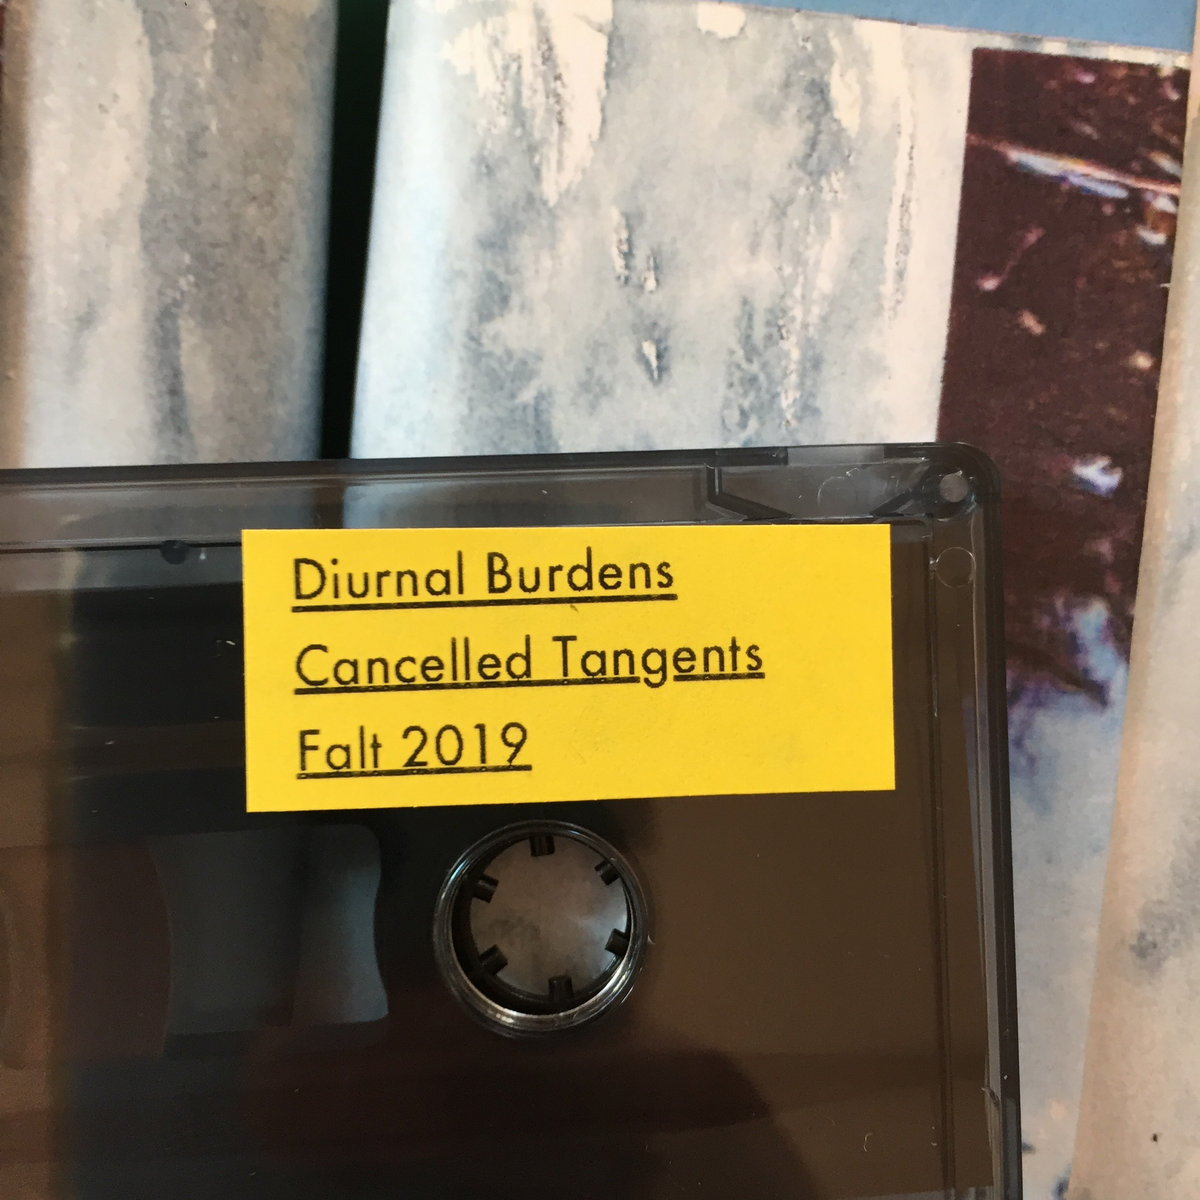 Diurnal Burdens
Cancelled Tangents
Falt 2019